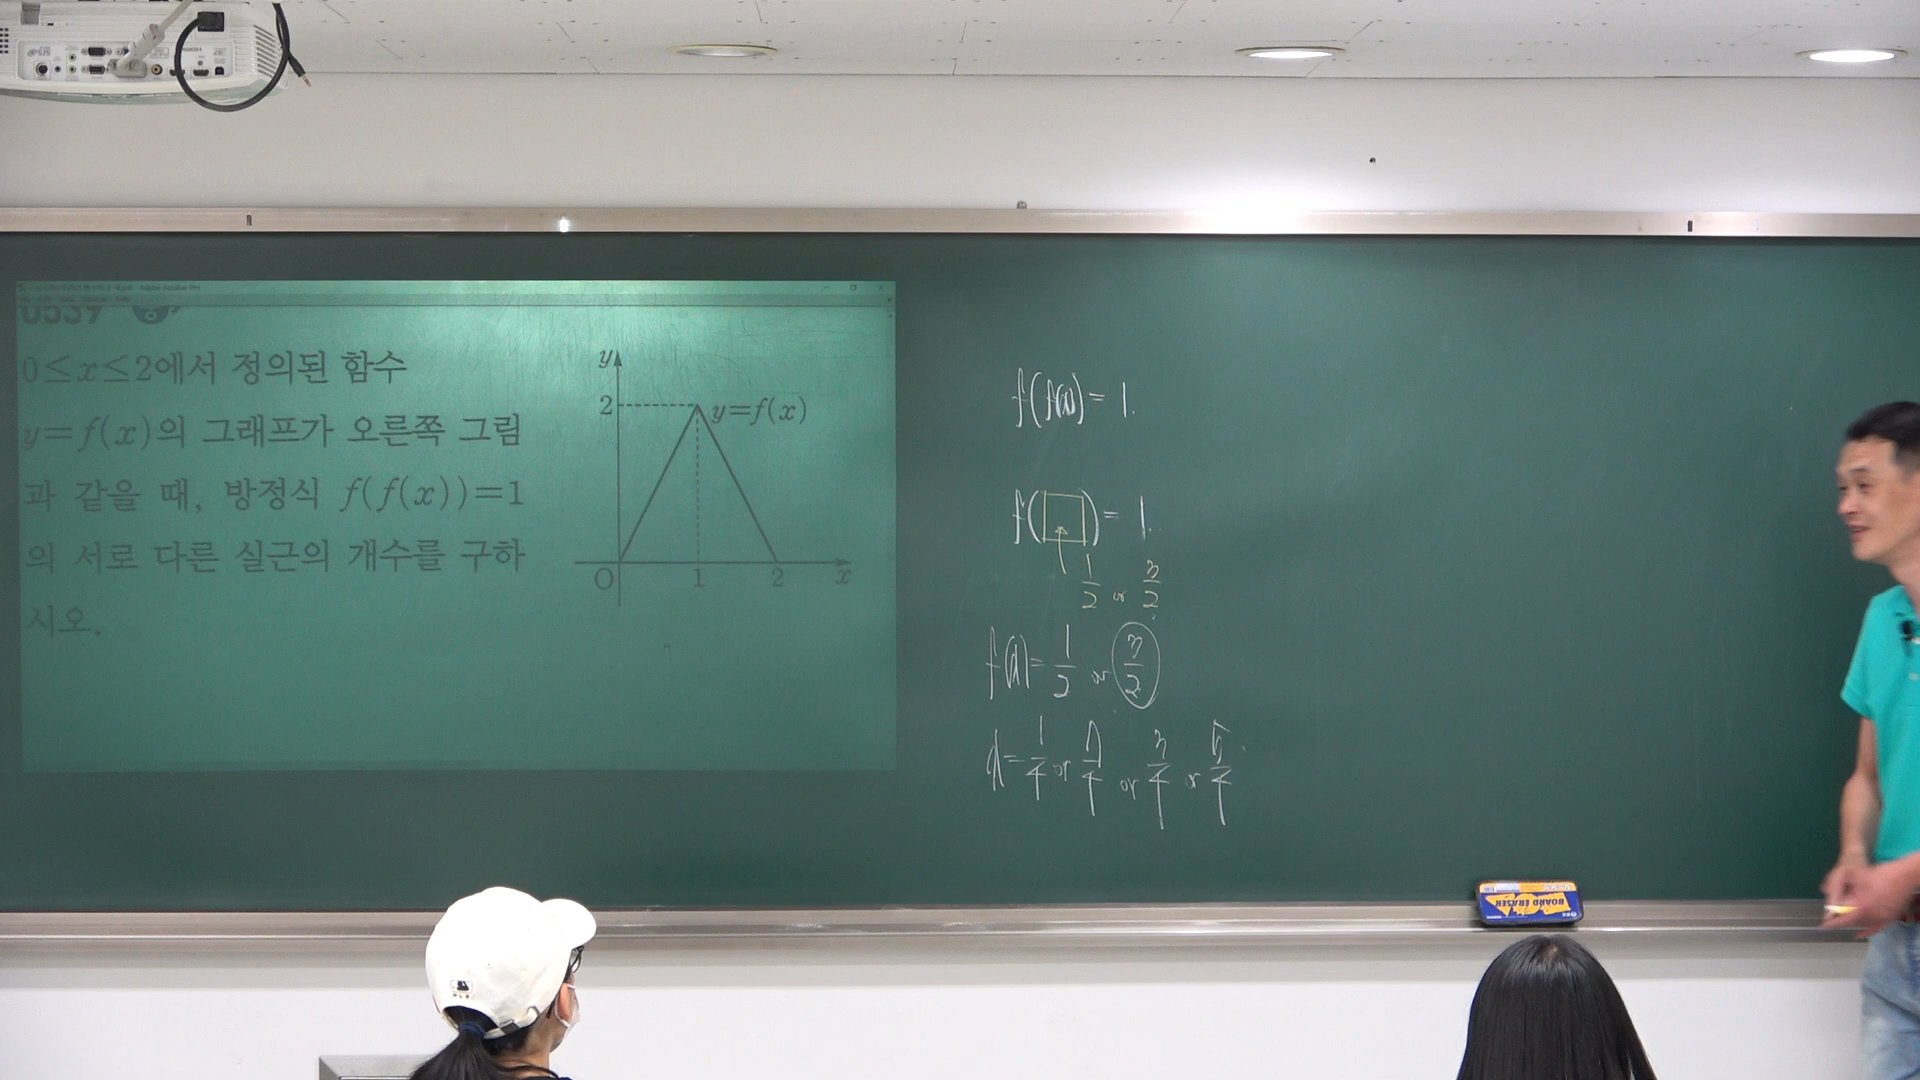 0539
0≤x≤2에서 정의된 함수
y=f(x)의 그래프가 오른쪽 그림
과 같을 때, 방정식 f(f(x))=1
의 서로 다른 실근의 개수를 구하
시오.
y
2
y=f(x)
O 1 2 x
f(f(x))=1.
f(□)=1.
1/2 or 3/2
f(α)=1/2 or 3/2
α=1/4 or 7/4 or 3/4 or 5/4
BOARD ERASER